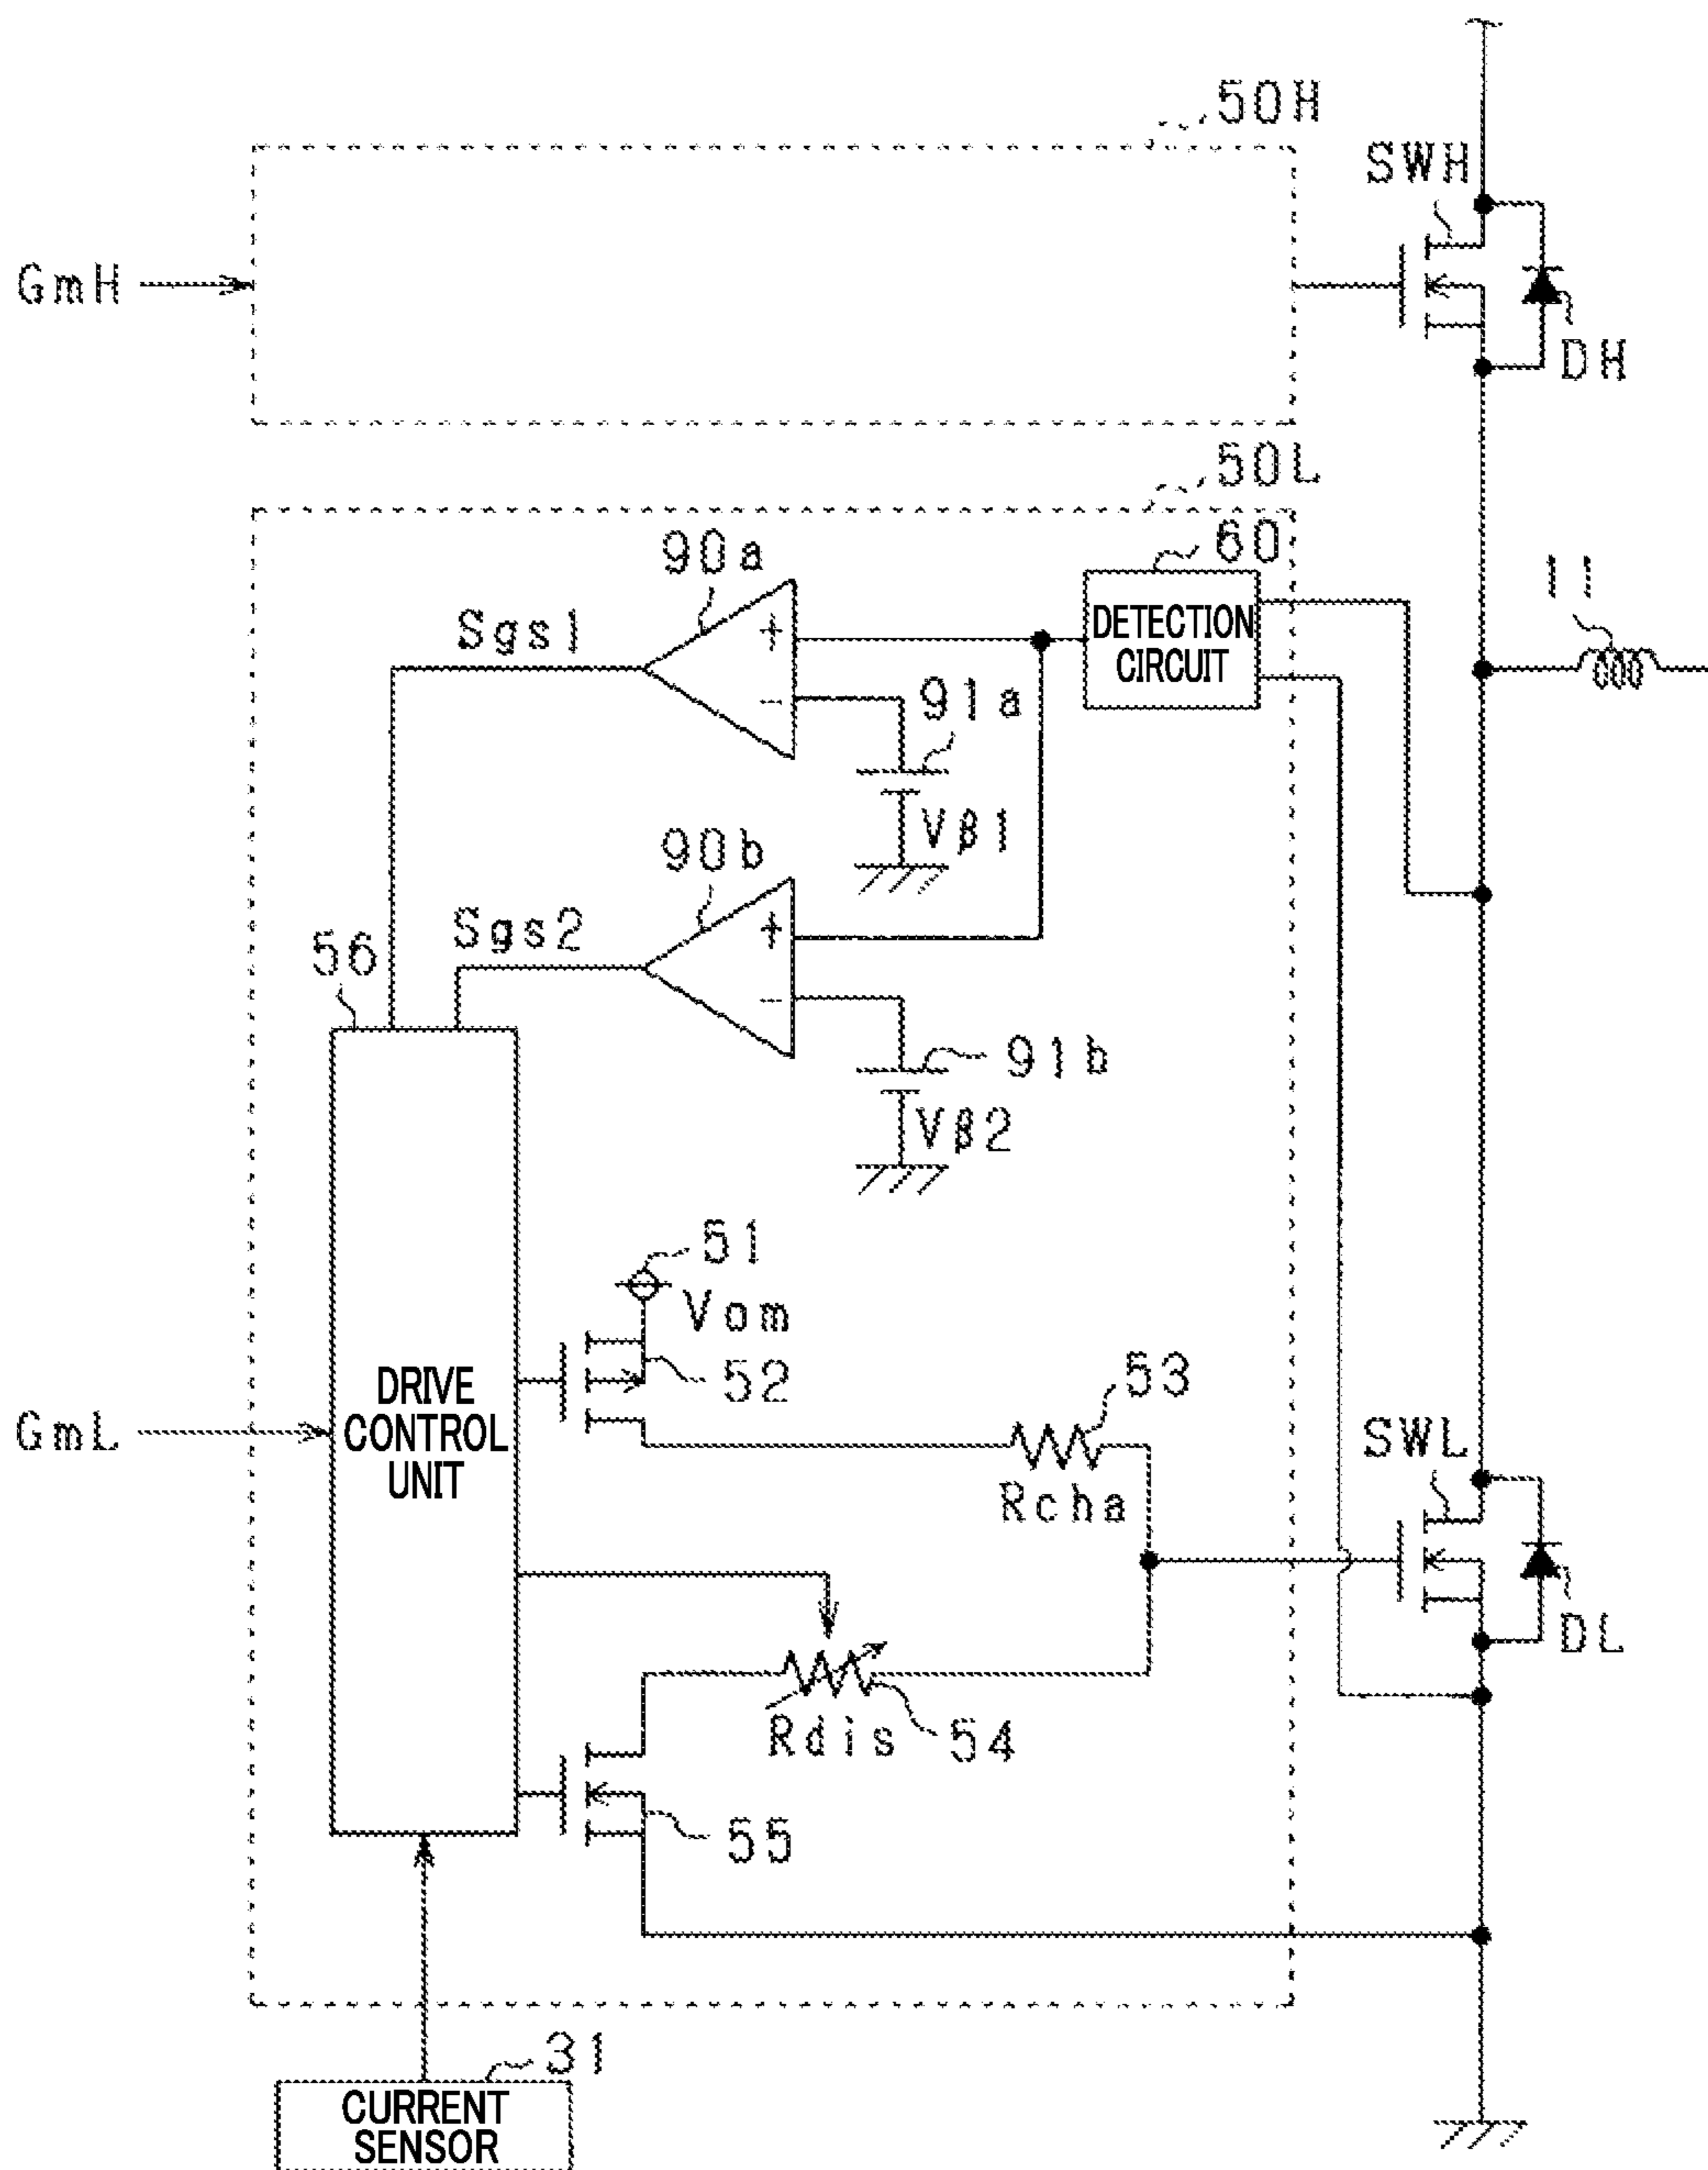 50H
SWH
GmH
DH
50L
90a
60
11
Sgs1
+
DETECTION
CIRCUIT
-
91a
Vβ1
90b
Sgs2
+
56
-
91b
Vβ2
51
Vom
52
53
DRIVE
CONTROL
UNIT
GmL
SWL
Rcha
DL
Rdis
54
55
31
CURRENT
SENSOR